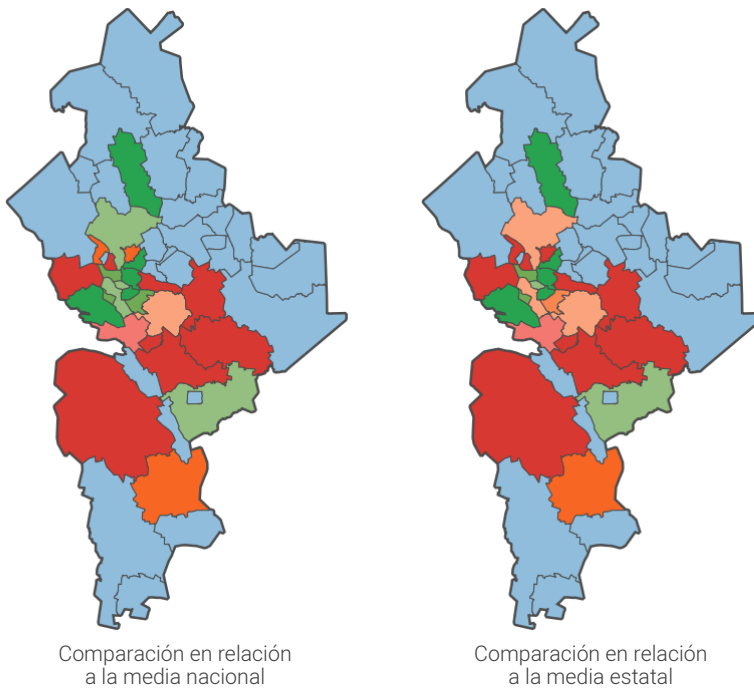 Comparación en relación
a la media nacional
Comparación en relación
a la media estatal